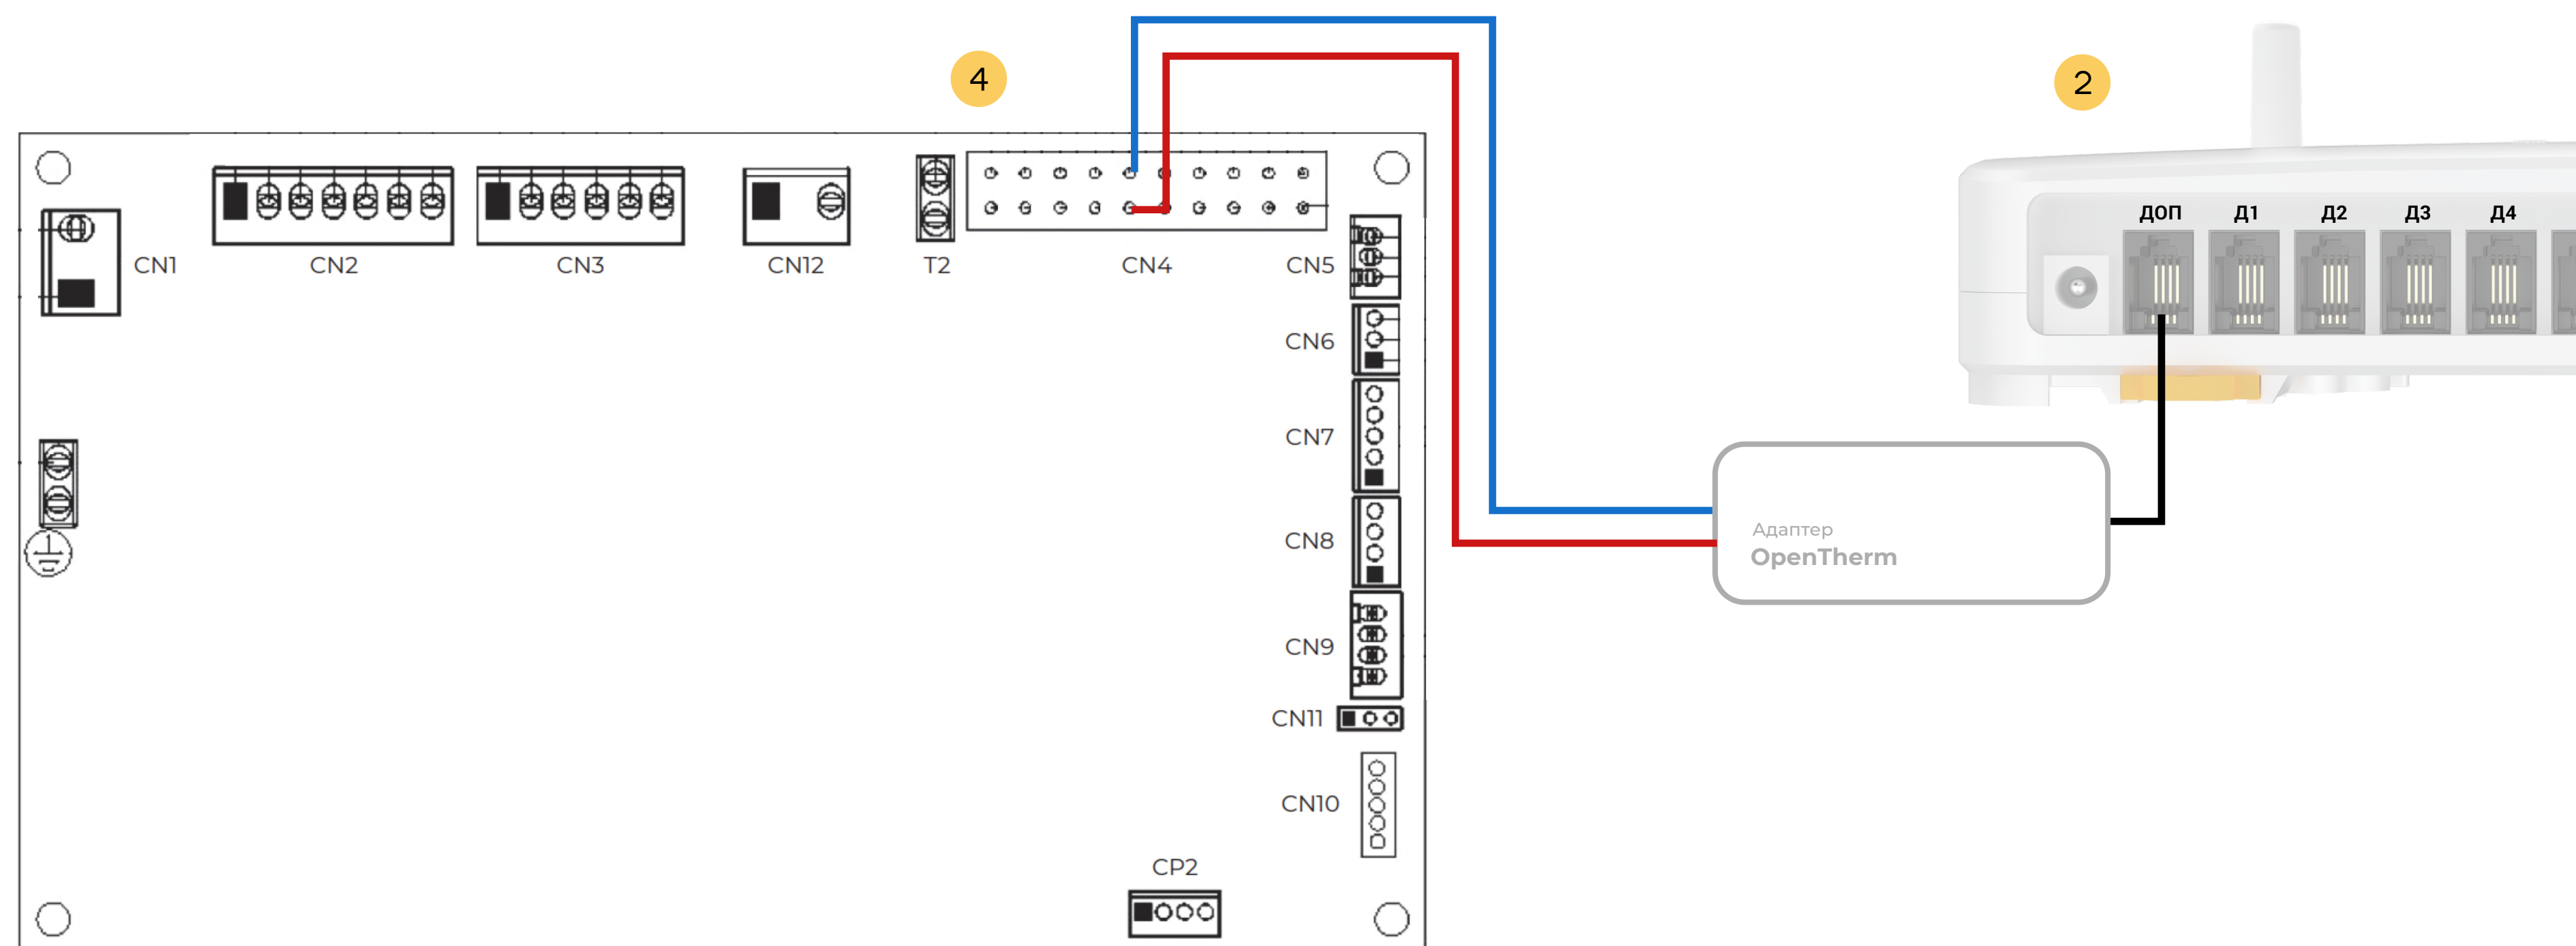 4
2
ДОП Д1 Д2 Д3 Д4
CN1
CN2
CN3
CN12
T2
CN4
CN5
CN6
CN7
CN8
CN9
CN11
CN10
CP2
Адаптер
OpenTherm